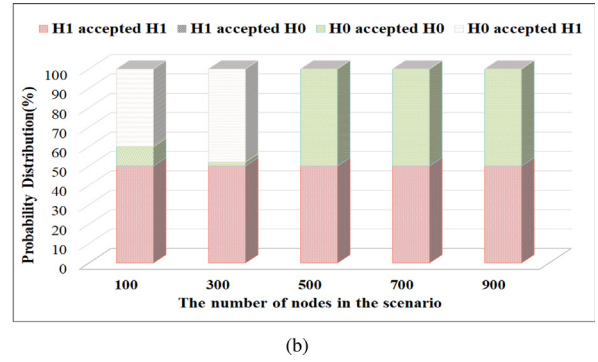 H1 accepted H1 H1 accepted H0 H0 accepted H0 H0 accepted H1
Probability Distribution(%)
100
90
80
70
60
50
40
30
20
10
0
100 300 500 700 900
The number of nodes in the scenario
(b)